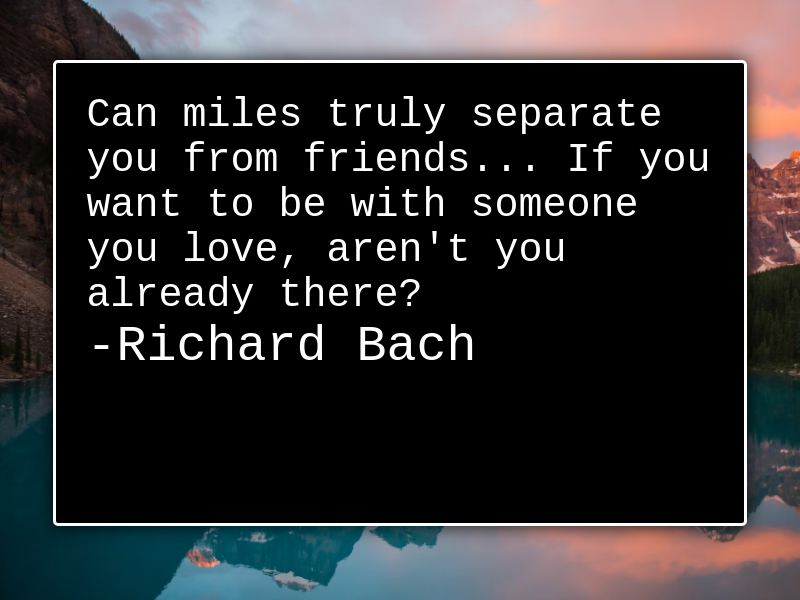 Can miles truly separate
you from friends... If you
want to be with someone
you love, aren't you
already there?
-Richard Bach